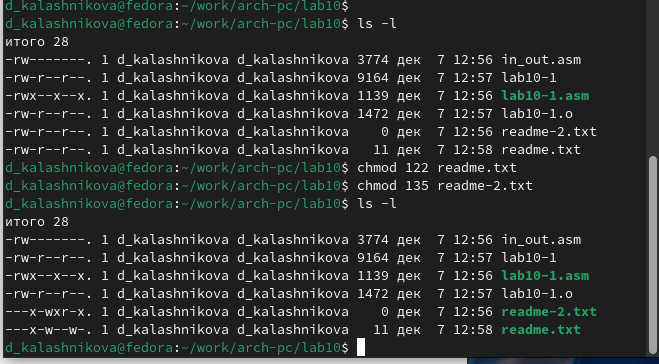 d_kalashnikova@fedora:~/work/arch-pc/lab10$
d_kalashnikova@fedora:~/work/arch-pc/lab10$ ls -l
итого 28
-rw-------. 1 d_kalashnikova d_kalashnikova 3774 дек  7 12:56 in_out.asm
-rw-r--r--. 1 d_kalashnikova d_kalashnikova 9164 дек  7 12:57 lab10-1
-rwx--x--x. 1 d_kalashnikova d_kalashnikova 1139 дек  7 12:56 lab10-1.asm
-rw-r--r--. 1 d_kalashnikova d_kalashnikova 1472 дек  7 12:57 lab10-1.o
-rw-r--r--. 1 d_kalashnikova d_kalashnikova    0 дек  7 12:56 readme-2.txt
-rw-r--r--. 1 d_kalashnikova d_kalashnikova   11 дек  7 12:58 readme.txt
d_kalashnikova@fedora:~/work/arch-pc/lab10$ chmod 122 readme.txt
d_kalashnikova@fedora:~/work/arch-pc/lab10$ chmod 135 readme-2.txt
d_kalashnikova@fedora:~/work/arch-pc/lab10$ ls -l
итого 28
-rw-------. 1 d_kalashnikova d_kalashnikova 3774 дек  7 12:56 in_out.asm
-rw-r--r--. 1 d_kalashnikova d_kalashnikova 9164 дек  7 12:57 lab10-1
-rwx--x--x. 1 d_kalashnikova d_kalashnikova 1139 дек  7 12:56 lab10-1.asm
-rw-r--r--. 1 d_kalashnikova d_kalashnikova 1472 дек  7 12:57 lab10-1.o
---x-wxr-x. 1 d_kalashnikova d_kalashnikova    0 дек  7 12:56 readme-2.txt
---x-w--w-. 1 d_kalashnikova d_kalashnikova   11 дек  7 12:58 readme.txt
d_kalashnikova@fedora:~/work/arch-pc/lab10$